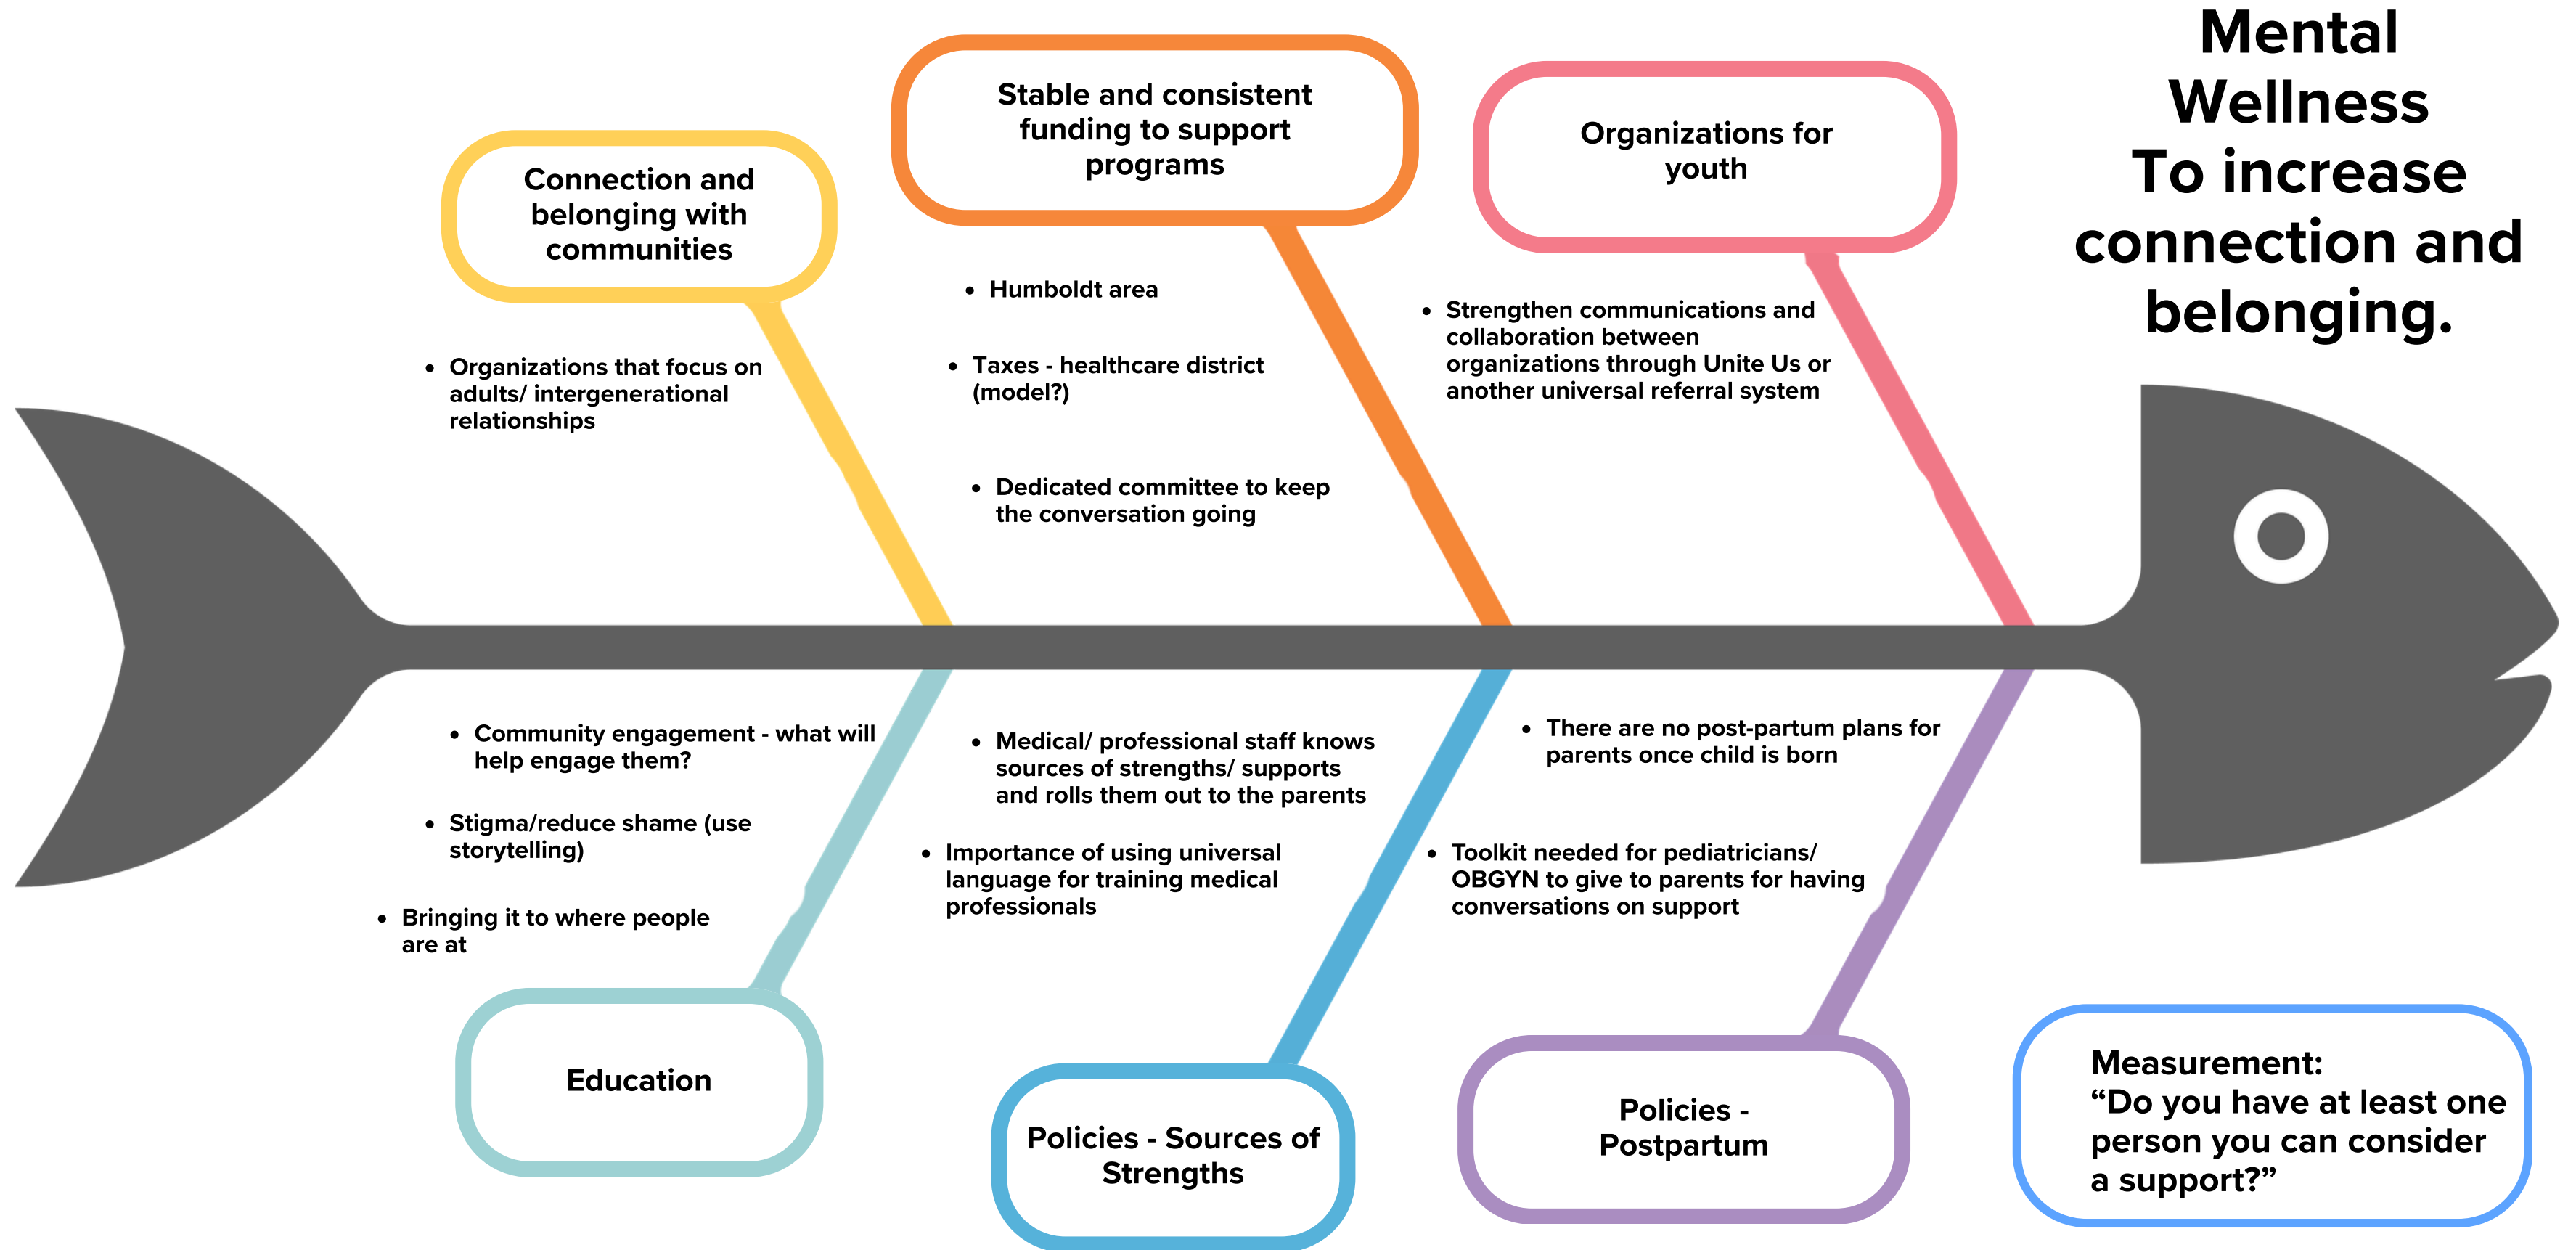 Mental
Wellness
To increase
connection and
belonging.
Connection and
belonging with
communities
• Organizations that focus on
adults/ intergenerational
relationships
Stable and consistent
funding to support
programs
• Humboldt area
• Taxes - healthcare district
(model?)
• Dedicated committee to keep
the conversation going
Organizations for
youth
• Strengthen communications and
collaboration between
organizations through Unite Us or
another universal referral system
• Community engagement - what will
help engage them?
• Stigma/reduce shame (use
storytelling)
• Bringing it to where people
are at
Education
• Medical/ professional staff knows
sources of strengths/ supports
and rolls them out to the parents
• Importance of using universal
language for training medical
professionals
Policies - Sources of
Strengths
• There are no post-partum plans for
parents once child is born
• Toolkit needed for pediatricians/
OBGYN to give to parents for having
conversations on support
Policies -
Postpartum
Measurement:
“Do you have at least one
person you can consider
a support?”